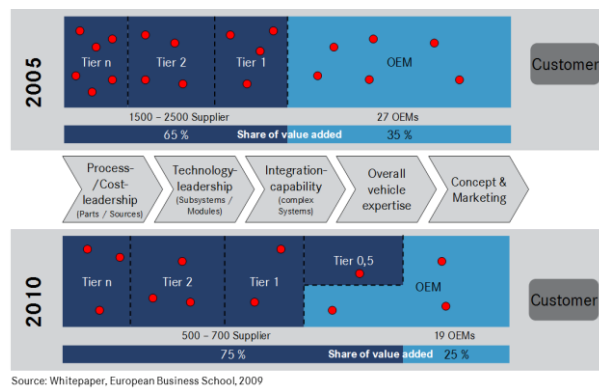 2005
Tier n
Tier 2
Tier 1
OEM
Customer
1500 – 2500 Supplier
27 OEMs
65 %
Share of value added
35 %
Process-
/Cost-
leadership
(Parts / Sources)
Technology-
leadership
(Subsystems /
Modules)
Integration-
capability
(complex
Systems)
Overall
vehicle
expertise
Concept &
Marketing
2010
Tier n
Tier 2
Tier 1
Tier 0,5
OEM
Customer
500 – 700 Supplier
19 OEMs
75 %
Share of value added
25 %
Source: Whitepaper, European Business School, 2009